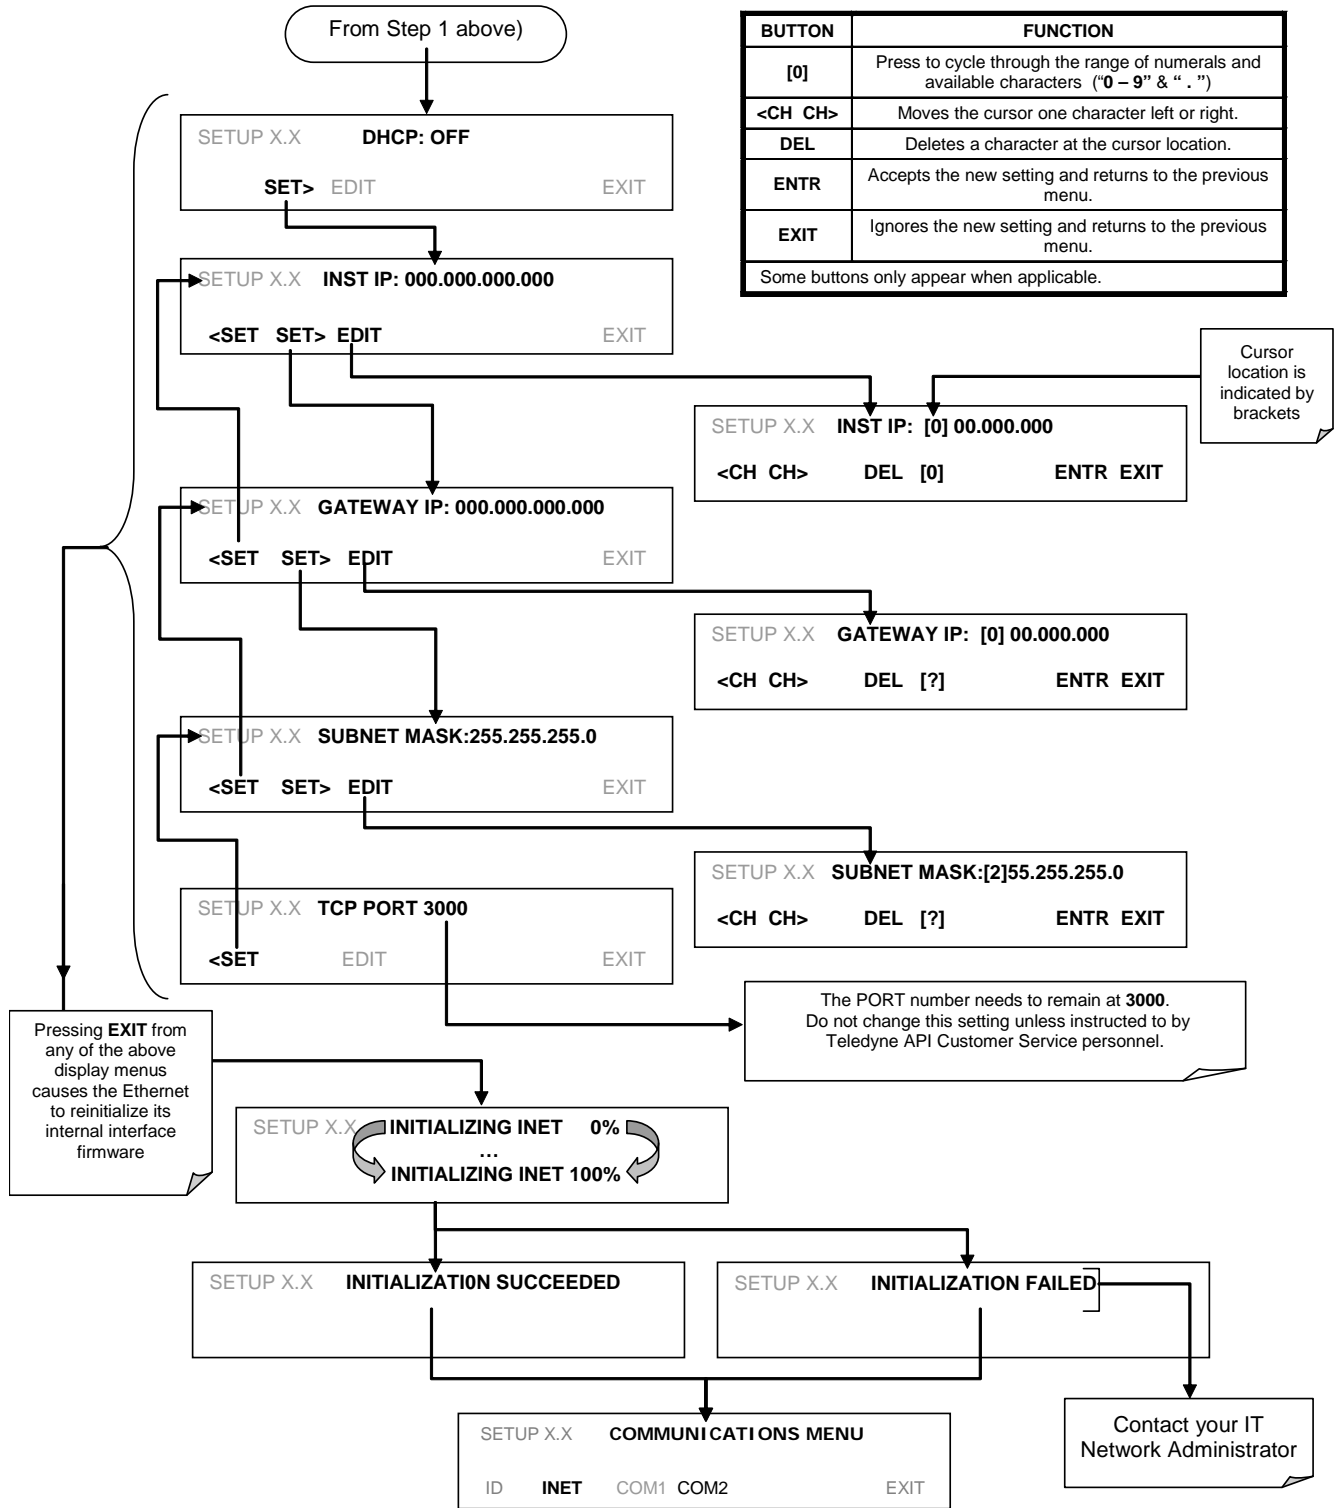 From Step 1 above)
BUTTON FUNCTION
[0] Press to cycle through the range of numerals and
available characters (“0 – 9” & “ . ”)
<CH CH> Moves the cursor one character left or right.
DEL Deletes a character at the cursor location.
ENTR Accepts the new setting and returns to the previous
menu.
EXIT Ignores the new setting and returns to the previous
menu.
Some buttons only appear when applicable.
SETUP X.X DHCP: OFF
SET> EDIT EXIT
SETUP X.X INST IP: 000.000.000.000
<SET SET> EDIT EXIT
Cursor
location is
indicated by
brackets
SETUP X.X INST IP: [0] 00.000.000
<CH CH> DEL [0] ENTR EXIT
SETUP X.X GATEWAY IP: 000.000.000.000
<SET SET> EDIT EXIT
SETUP X.X GATEWAY IP: [0] 00.000.000
<CH CH> DEL [?] ENTR EXIT
SETUP X.X SUBNET MASK:255.255.255.0
<SET SET> EDIT EXIT
SETUP X.X SUBNET MASK:[2]55.255.255.0
<CH CH> DEL [?] ENTR EXIT
SETUP X.X TCP PORT 3000
<SET EDIT EXIT
The PORT number needs to remain at 3000.
Do not change this setting unless instructed to by
Teledyne API Customer Service personnel.
Pressing EXIT from
any of the above
display menus
causes the Ethernet
to reinitialize its
internal interface
firmware
SETUP X.X INITIALIZING INET 0%
…
INITIALIZING INET 100%
SETUP X.X INITIALIZATI0N SUCCEEDED
SETUP X.X INITIALIZATION FAILED
Contact your IT
Network Administrator
SETUP X.X COMMUNICATIONS MENU
ID INET COM1 COM2 EXIT